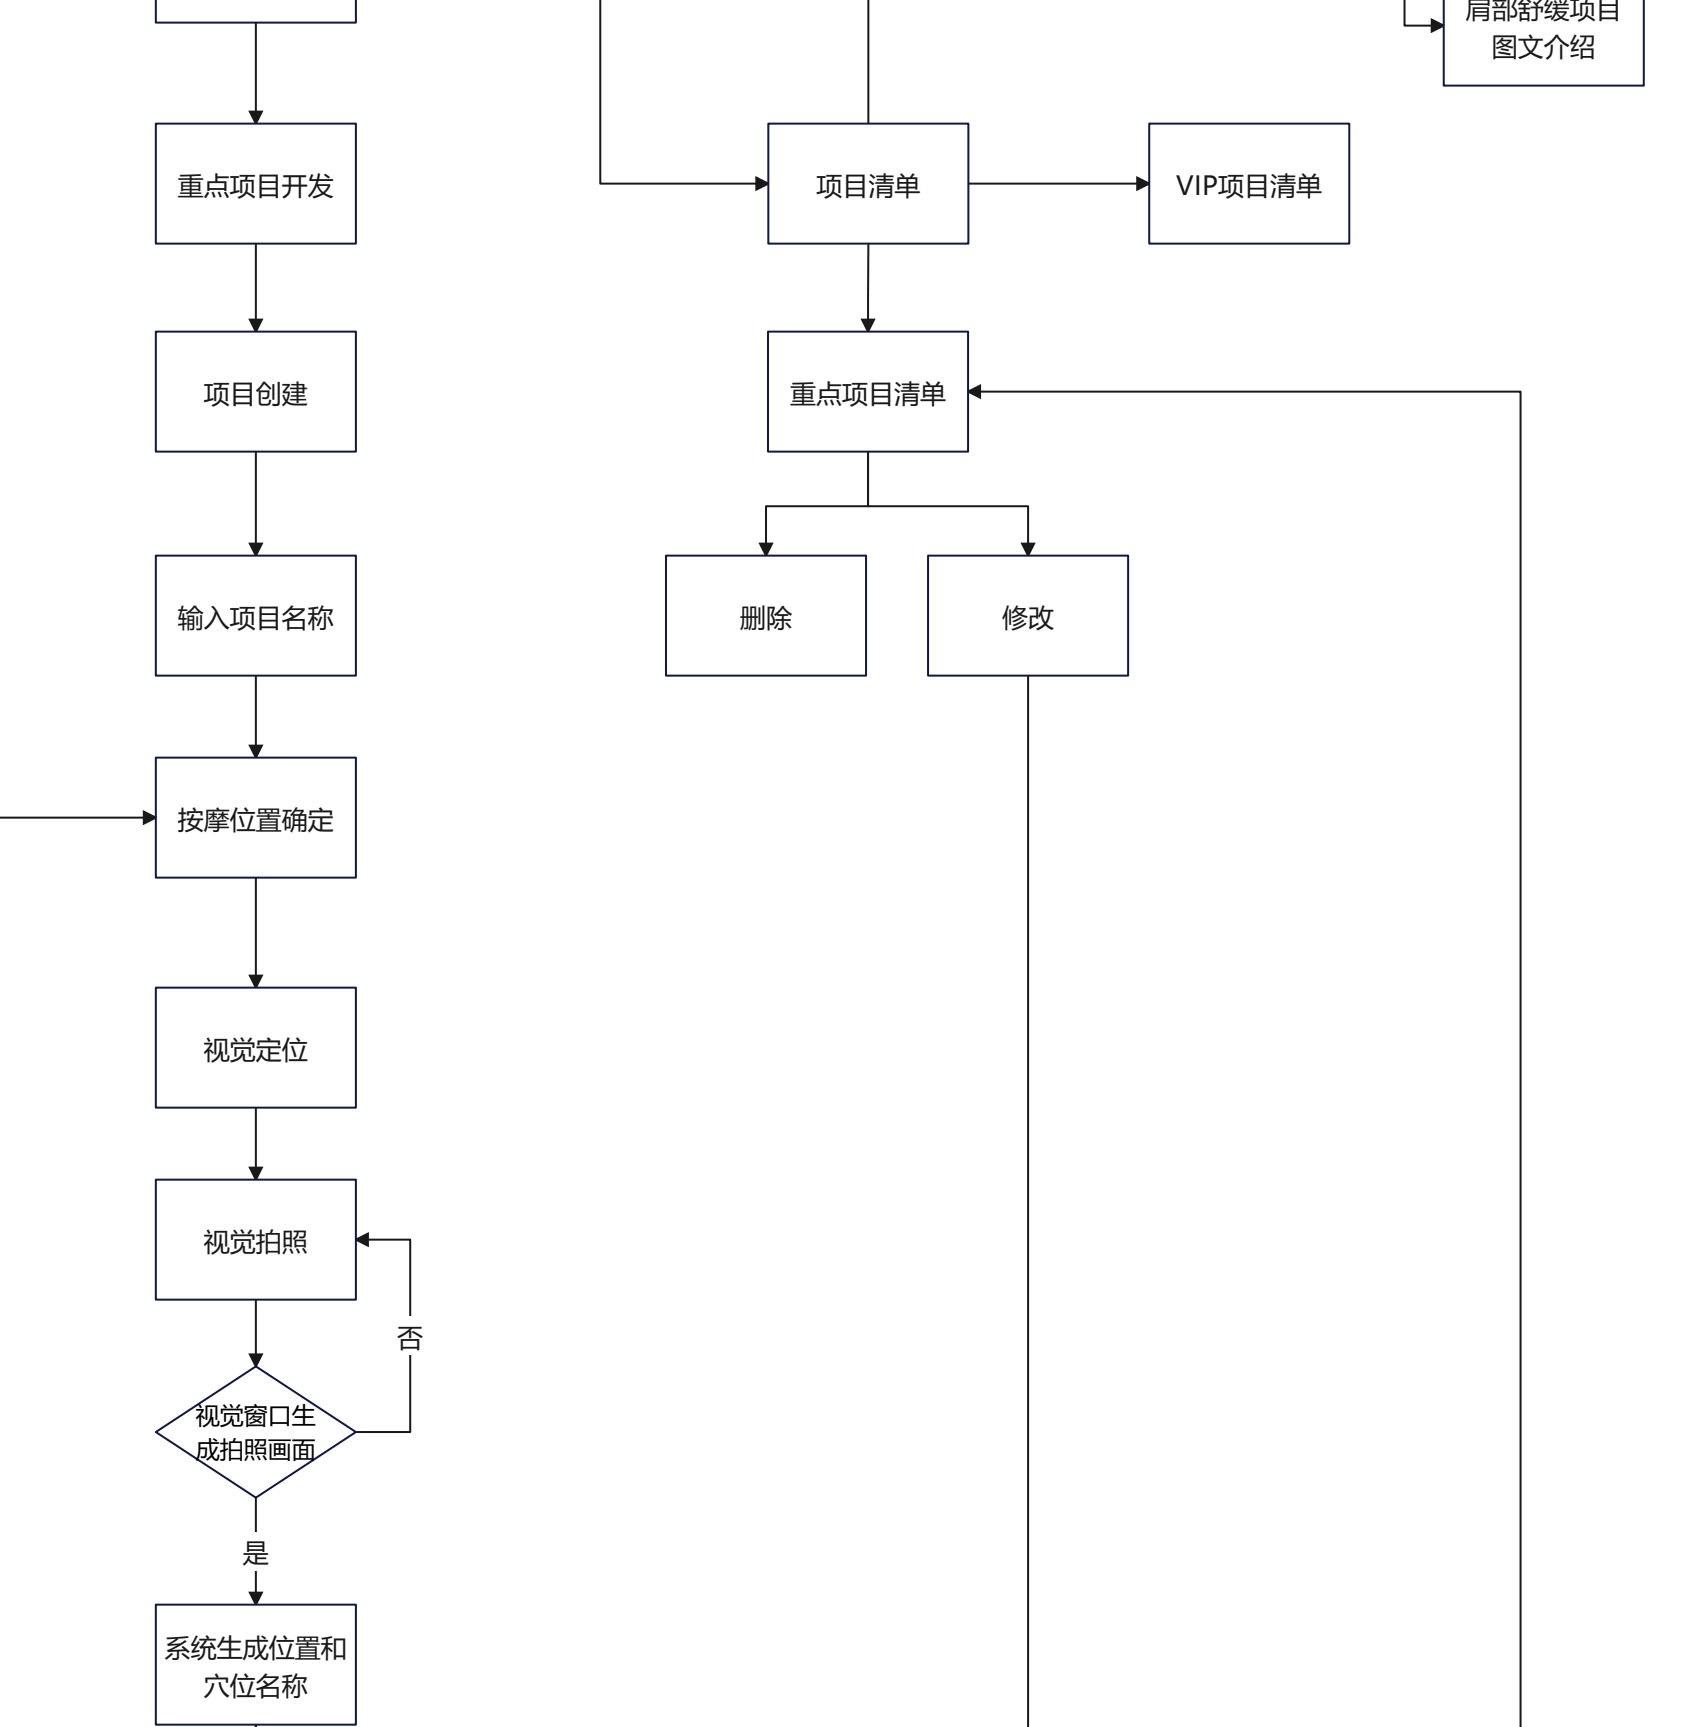 肩部舒缓项目
图文介绍
重点项目开发
项目清单
VIP项目清单
项目创建
重点项目清单
输入项目名称
删除
修改
按摩位置确定
视觉定位
视觉拍照
否
视觉窗口生
成拍照画面
是
系统生成位置和
穴位名称